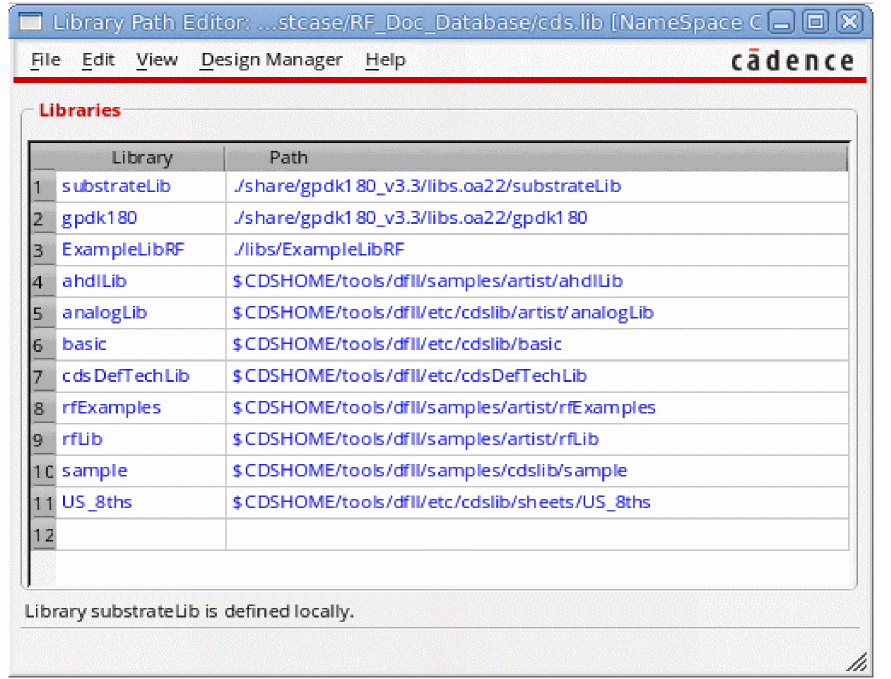 Library Path Editor: ...stcase/RF_Doc_Database/cds.lib [NameSpace C
File Edit View Design Manager Help cādence
Libraries
Library Path
1 substrateLib ./share/gpdk180_v3.3/libs.oa22/substrateLib
2 gpdk180 ./share/gpdk180_v3.3/libs.oa22/gpdk180
3 ExampleLibRF ./libs/ExampleLibRF
4 ahdlLib $CDSHOME/tools/dfII/samples/artist/ahdlLib
5 analogLib $CDSHOME/tools/dfII/etc/cdslib/artist/analogLib
6 basic $CDSHOME/tools/dfII/etc/cdslib/basic
7 cdsDefTechLib $CDSHOME/tools/dfII/etc/cdsDefTechLib
8 rfExamples $CDSHOME/tools/dfII/samples/artist/rfExamples
9 rfLib $CDSHOME/tools/dfII/samples/artist/rfLib
10 sample $CDSHOME/tools/dfII/samples/cdslib/sample
11 US_8ths $CDSHOME/tools/dfII/etc/cdslib/sheets/US_8ths
12
Library substrateLib is defined locally.